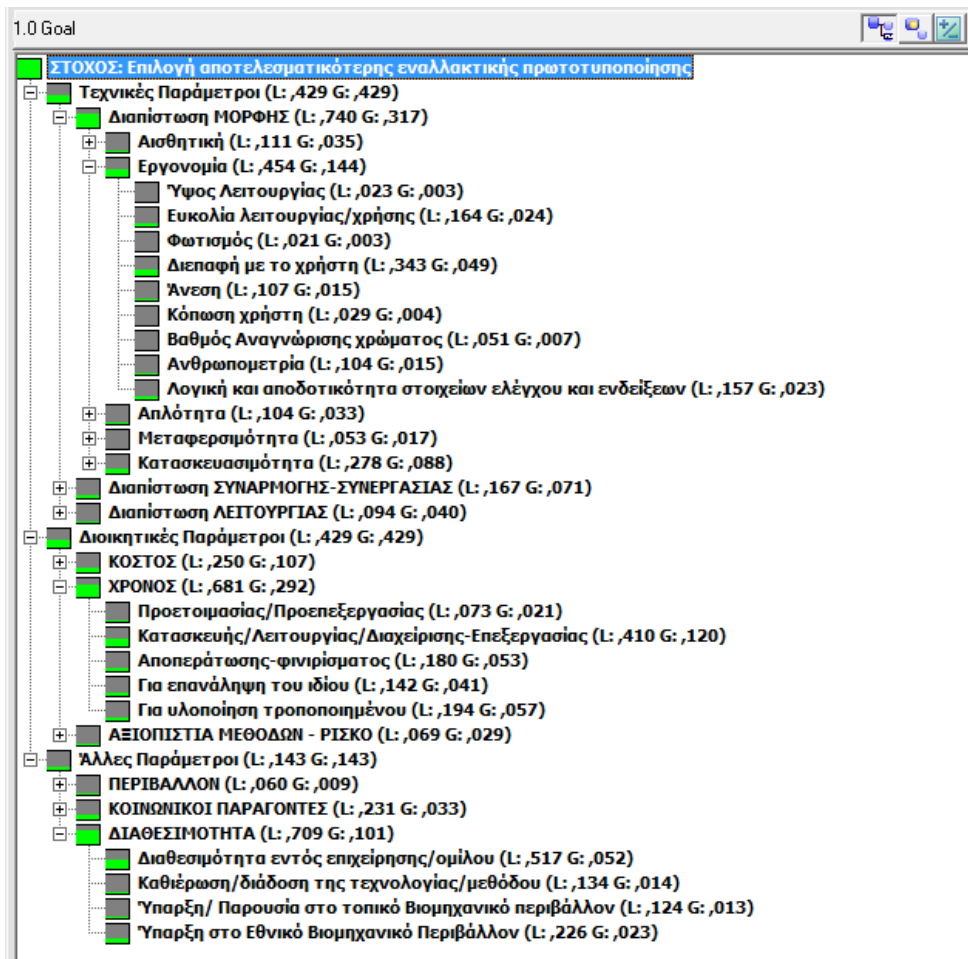 1.0 Goal
ΣΤΟΧΟΣ: Επιλογή αποτελεσματικότερης εναλλακτικής πρωτοτυποποίησης
Τεχνικές Παράμετροι (L: ,429 G: ,429)
Διαπίστωση ΜΟΡΦΗΣ (L: ,740 G: ,317)
Αισθητική (L: ,111 G: ,035)
Εργονομία (L: ,454 G: ,144)
Ύψος Λειτουργίας (L: ,023 G: ,003)
Ευκολία λειτουργίας/χρήσης (L: ,164 G: ,024)
Φωτισμός (L: ,021 G: ,003)
Διεπαφή με το χρήστη (L: ,343 G: ,049)
Άνεση (L: ,107 G: ,015)
Κόπωση χρήστη (L: ,029 G: ,004)
Βαθμός Αναγνώρισης χρώματος (L: ,051 G: ,007)
Ανθρωπομετρία (L: ,104 G: ,015)
Λογική και αποδοτικότητα στοιχείων ελέγχου και ενδείξεων (L: ,157 G: ,023)
Απλότητα (L: ,104 G: ,033)
Μεταφερσιμότητα (L: ,053 G: ,017)
Κατασκευασιμότητα (L: ,278 G: ,088)
Διαπίστωση ΣΥΝΑΡΜΟΓΗΣ-ΣΥΝΕΡΓΑΣΙΑΣ (L: ,167 G: ,071)
Διαπίστωση ΛΕΙΤΟΥΡΓΙΑΣ (L: ,094 G: ,040)
Διοικητικές Παράμετροι (L: ,429 G: ,429)
ΚΟΣΤΟΣ (L: ,250 G: ,107)
ΧΡΟΝΟΣ (L: ,681 G: ,292)
Προετοιμασίας/Προεπεξεργασίας (L: ,073 G: ,021)
Κατασκευής/Λειτουργίας/Διαχείρισης-Επεξεργασίας (L: ,410 G: ,120)
Αποπεράτωσης-φινιρίσματος (L: ,180 G: ,053)
Για επανάληψη του ιδίου (L: ,142 G: ,041)
Για υλοποίηση τροποποιημένου (L: ,194 G: ,057)
ΑΞΙΟΠΙΣΤΙΑ ΜΕΘΟΔΩΝ - ΡΙΣΚΟ (L: ,069 G: ,029)
Άλλες Παράμετροι (L: ,143 G: ,143)
ΠΕΡΙΒΑΛΛΟΝ (L: ,060 G: ,009)
ΚΟΙΝΩΝΙΚΟΙ ΠΑΡΑΓΟΝΤΕΣ (L: ,231 G: ,033)
ΔΙΑΘΕΣΙΜΟΤΗΤΑ (L: ,709 G: ,101)
Διαθεσιμότητα εντός επιχείρησης/ομίλου (L: ,517 G: ,052)
Καθιέρωση/διάδοση της τεχνολογίας/μεθόδου (L: ,134 G: ,014)
Ύπαρξη/ Παρουσία στο τοπικό Βιομηχανικό περιβάλλον (L: ,124 G: ,013)
Ύπαρξη στο Εθνικό Βιομηχανικό Περιβάλλον (L: ,226 G: ,023)